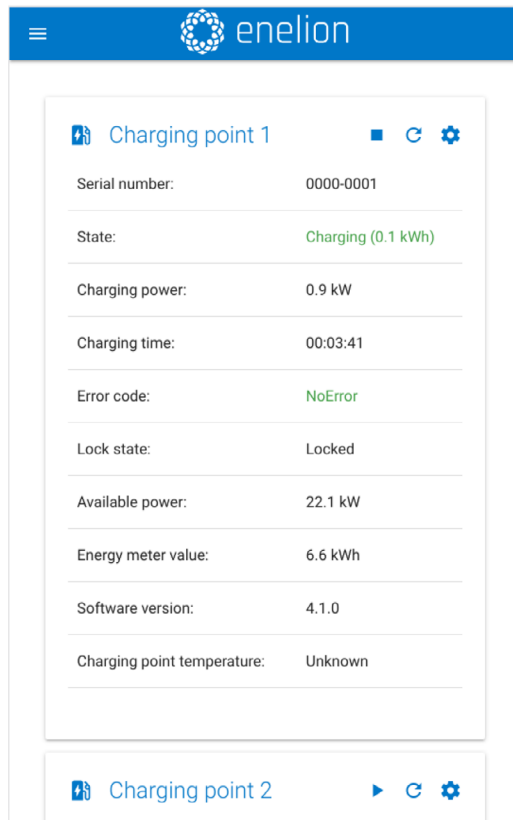 enelion
Charging point 1
Serial number: 0000-0001
State: Charging (0.1 kWh)
Charging power: 0.9 kW
Charging time: 00:03:41
Error code: NoError
Lock state: Locked
Available power: 22.1 kW
Energy meter value: 6.6 kWh
Software version: 4.1.0
Charging point temperature: Unknown
Charging point 2